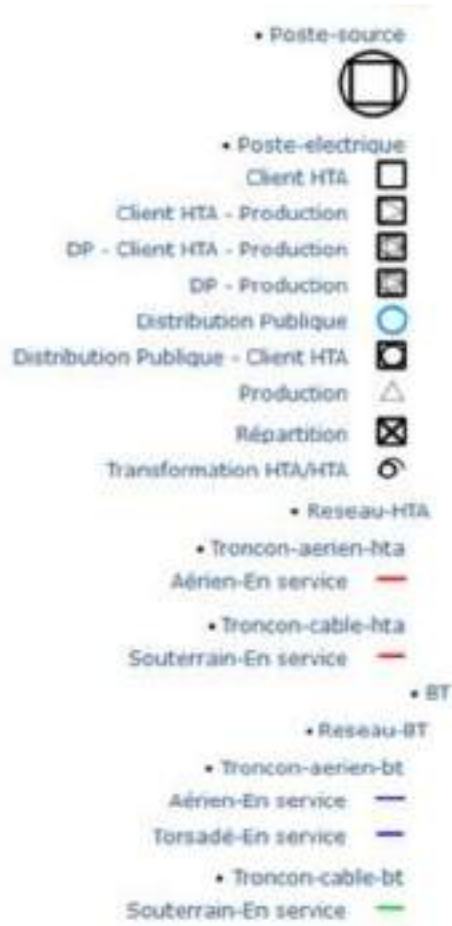 • Poste-source
• Poste-electrique
Client HTA
Client HTA - Production
DP - Client HTA - Production
DP - Production
Distribution Publique
Distribution Publique - Client HTA
Production
Répartition
Transformation HTA/HTA
• Reseau-HTA
• Troncon-aerien-hta
Aérien-En service
• Troncon-cable-hta
Souterrain-En service
• BT
• Reseau-BT
• Troncon-aerien-bt
Aérien-En service
Torsadé-En service
• Troncon-cable-bt
Souterrain-En service